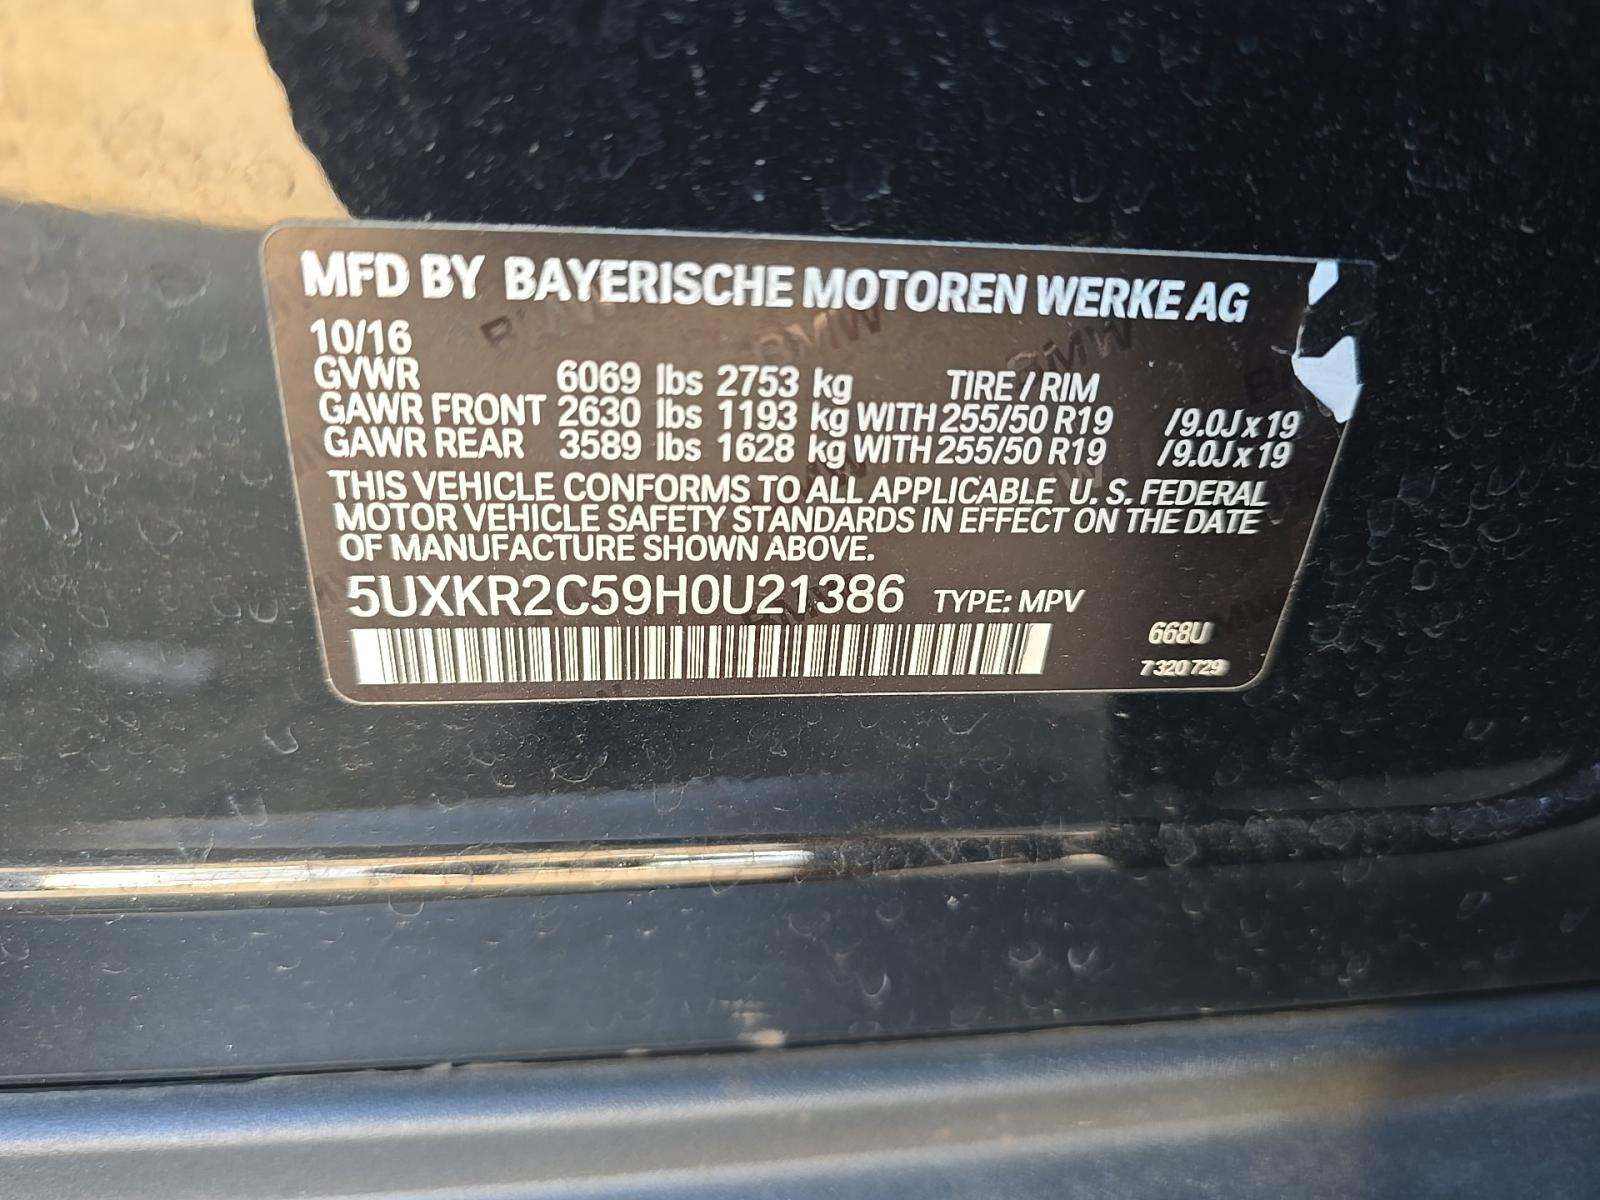 MFD BY BAYERISCHE MOTOREN WERKE AG
10/16
GVWR 6069 lbs 2753 kg TIRE / RIM
GAWR FRONT 2630 lbs 1193 kg WITH 255/50 R19 /9.0J x 19
GAWR REAR 3589 lbs 1628 kg WITH 255/50 R19 /9.0J x 19
THIS VEHICLE CONFORMS TO ALL APPLICABLE U. S. FEDERAL
MOTOR VEHICLE SAFETY STANDARDS IN EFFECT ON THE DATE
OF MANUFACTURE SHOWN ABOVE.
5UXKR2C59H0U21386 TYPE: MPV
668U
7 320 729